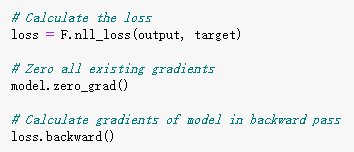 # Calculate the loss
loss = F.nll_loss(output, target)
# Zero all existing gradients
model.zero_grad()
# Calculate gradients of model in backward pass
loss.backward()